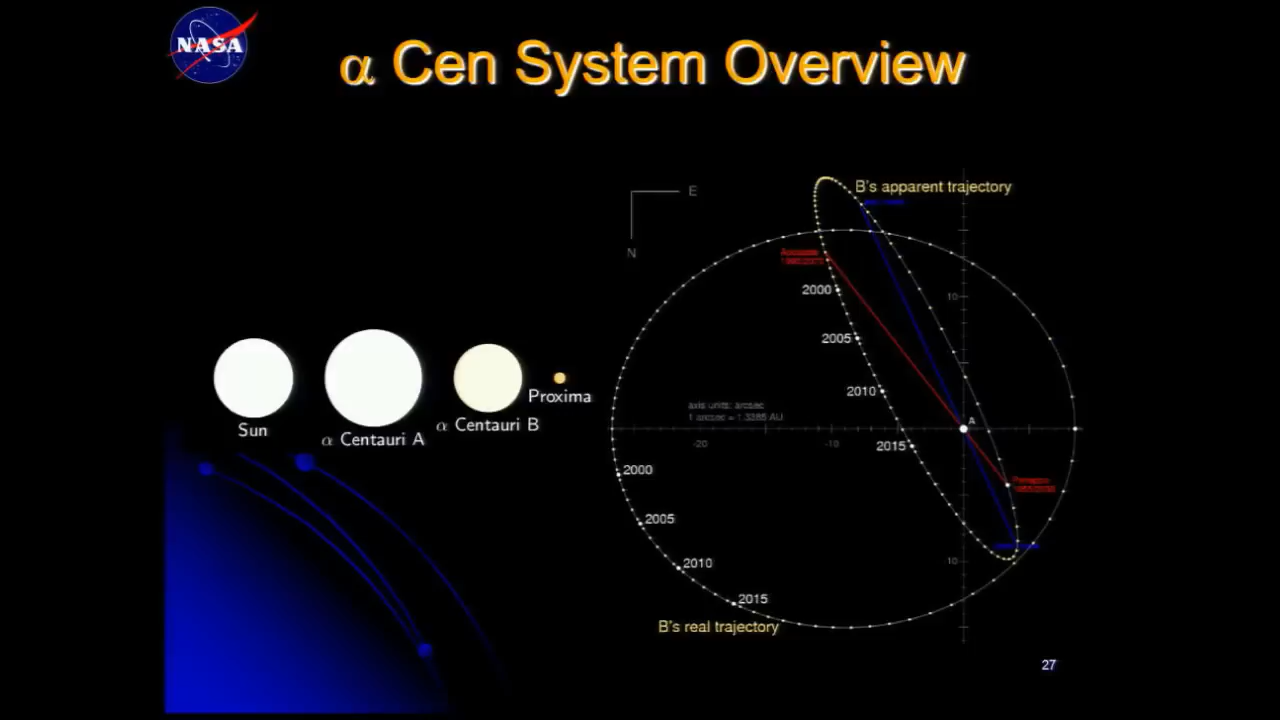 NASA
α Cen System Overview
B's apparent trajectory
E
N
2000
10
2005
2010
axis units: arcsec
1 arcsec = 1.3385 AU
A
-20
-10
2015
2000
2005
10
2010
2015
B's real trajectory
Sun
α Centauri A
α Centauri B
Proxima
27